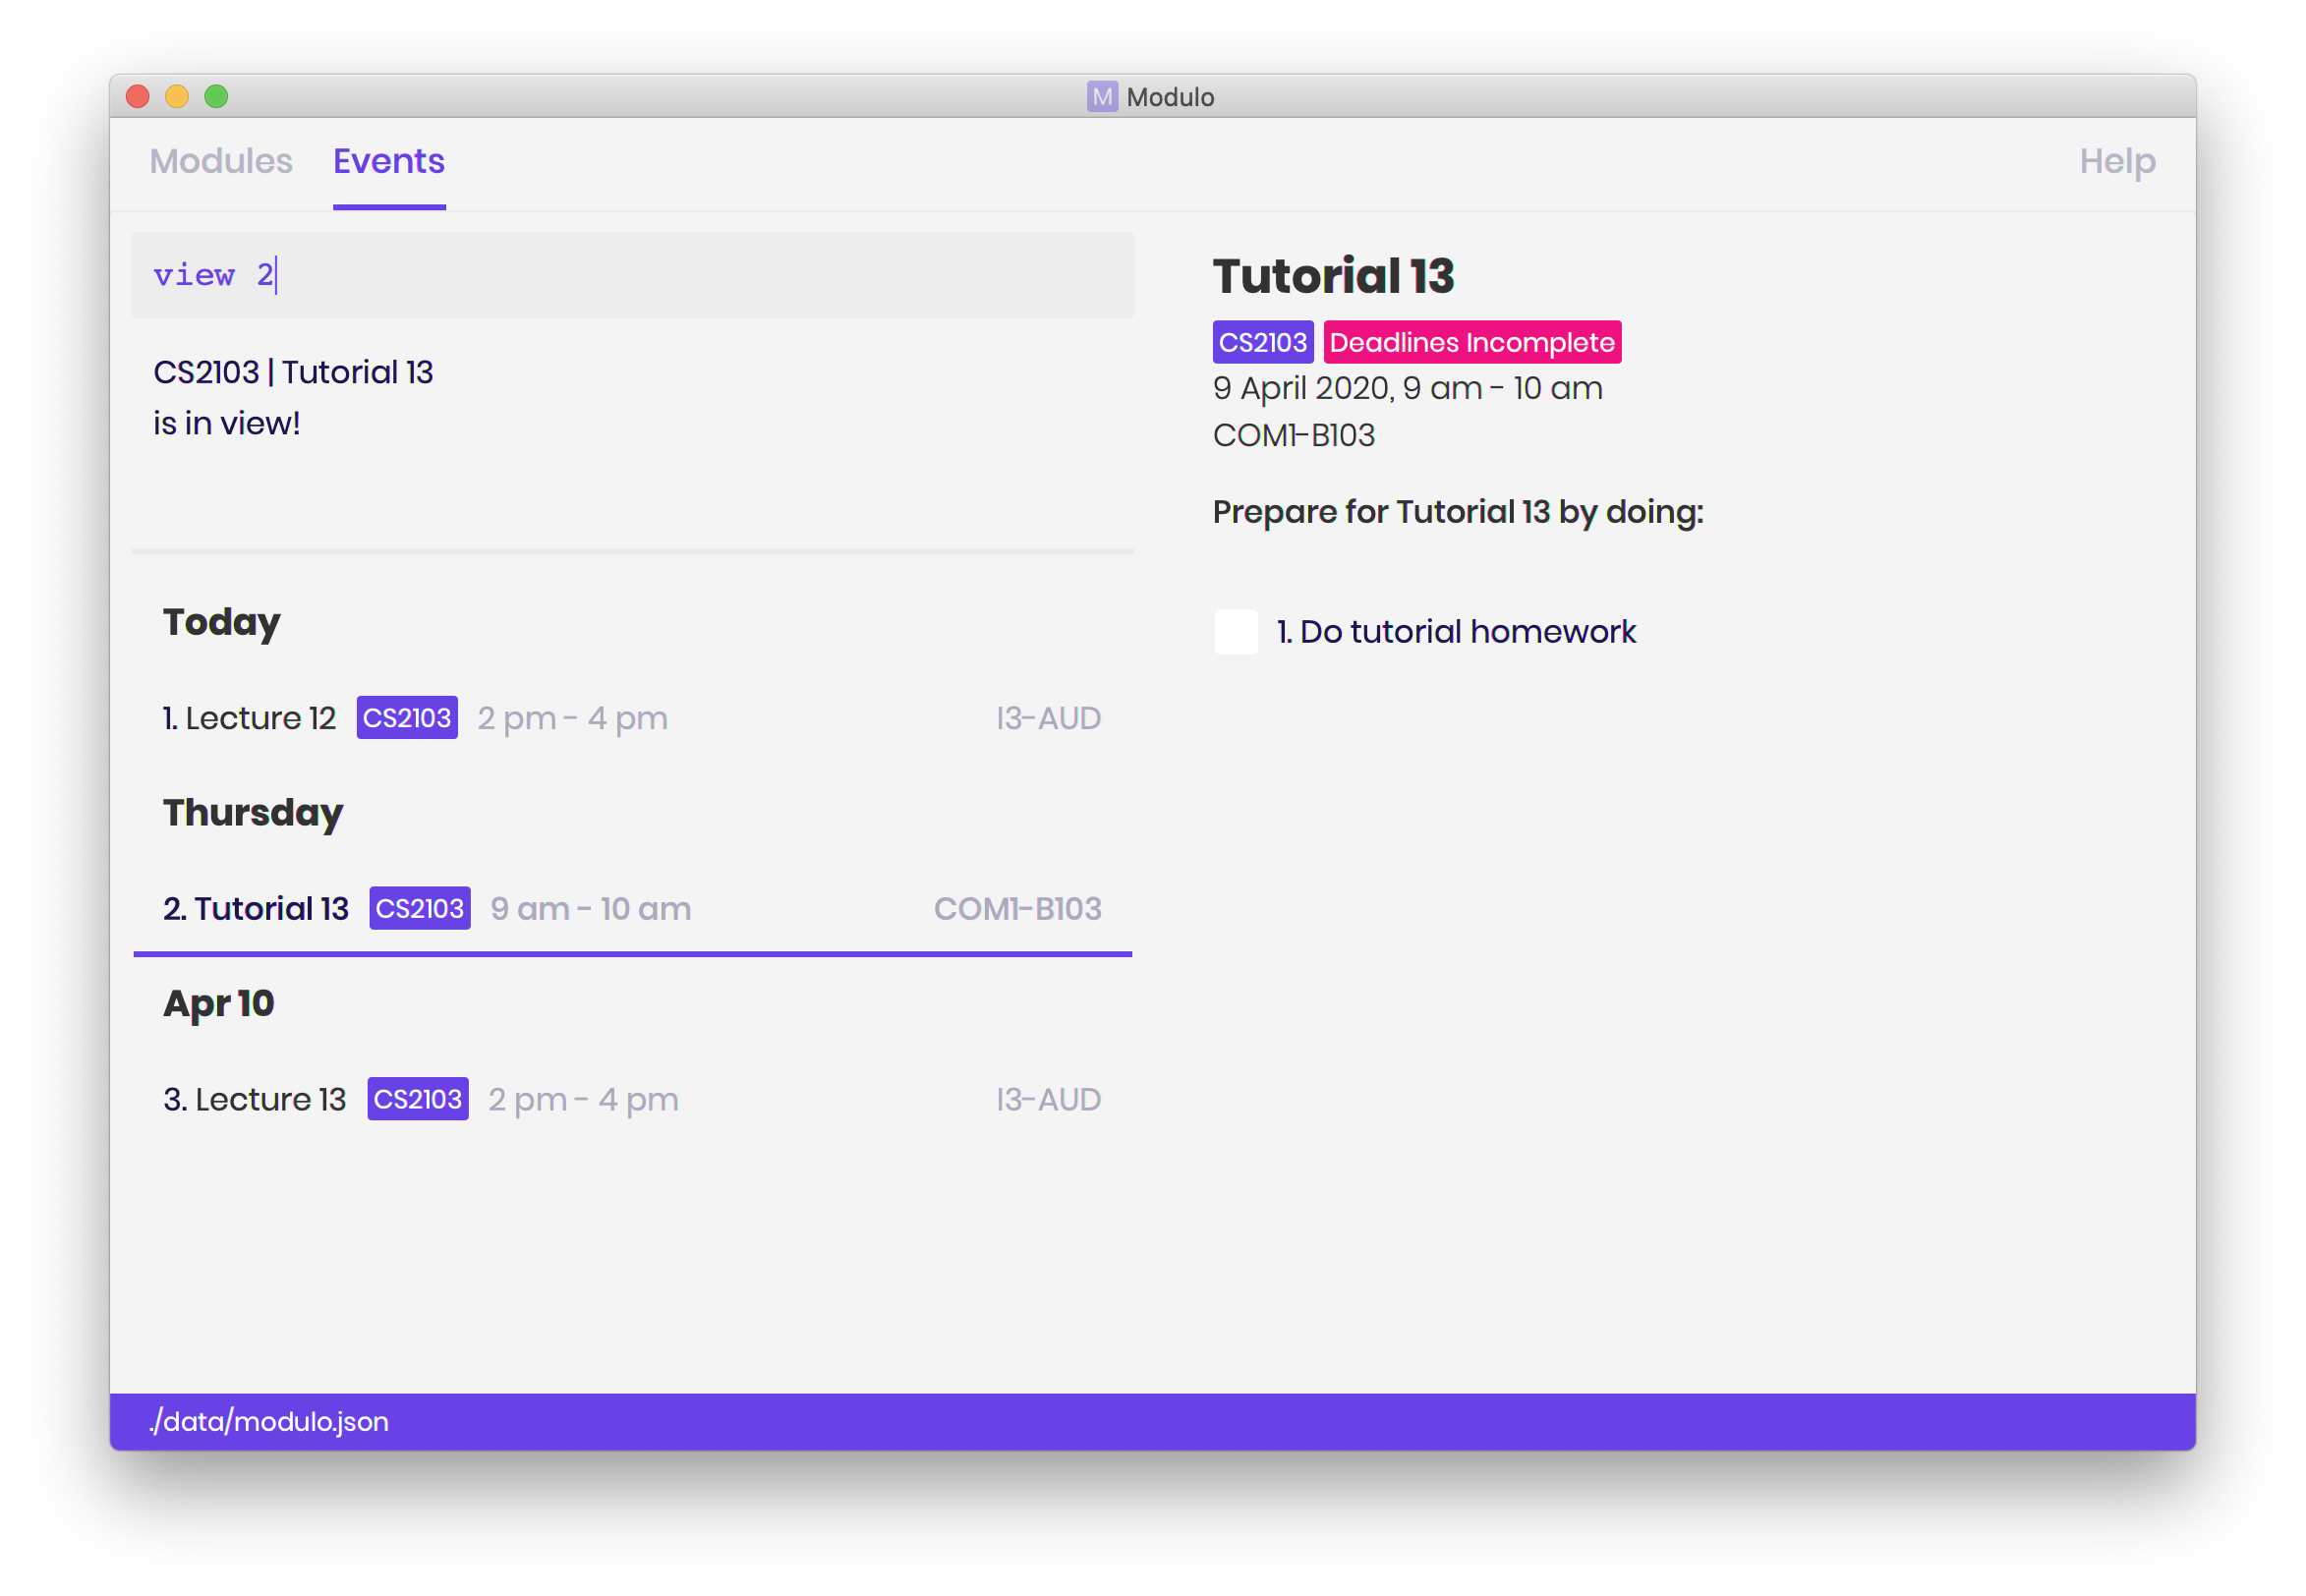 M Modulo
Modules Events Help
view 2
CS2103 | Tutorial 13
is in view!
Today
1. Lecture 12 CS2103 2 pm - 4 pm I3-AUD
Thursday
2. Tutorial 13 CS2103 9 am - 10 am COM1-B103
Apr 10
3. Lecture 13 CS2103 2 pm - 4 pm I3-AUD
Tutorial 13
CS2103 Deadlines Incomplete
9 April 2020, 9 am - 10 am
COM1-B103
Prepare for Tutorial 13 by doing:
1. Do tutorial homework
./data/modulo.json